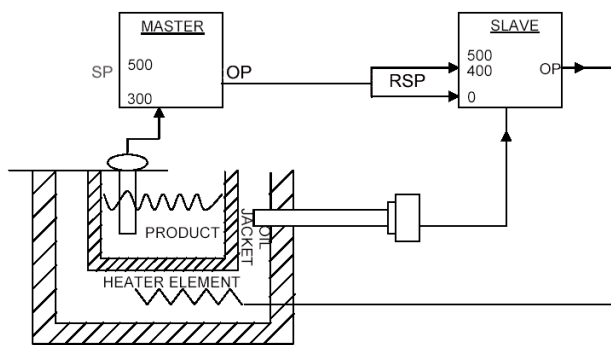 MASTER
SP
500
300
OP
RSP
SLAVE
500
400
0
OP
PRODUCT
OIL
JACKET
HEATER ELEMENT